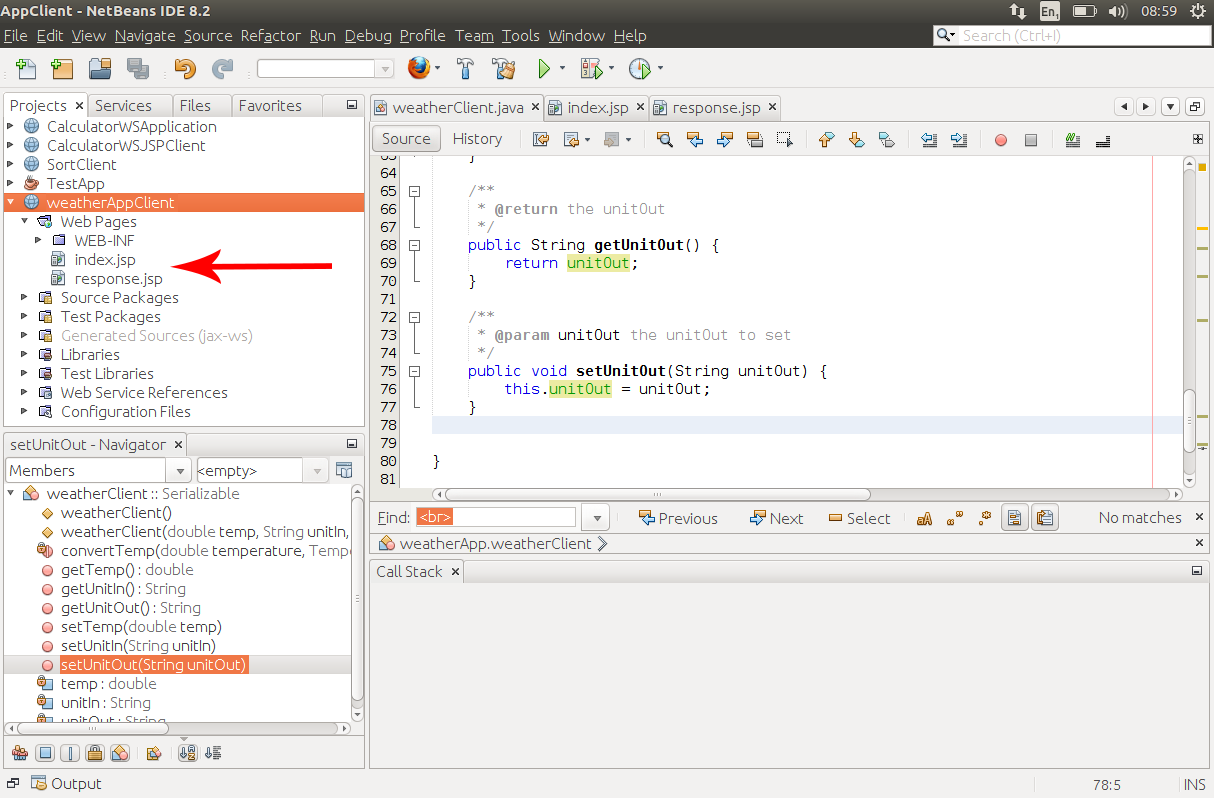 AppClient - NetBeans IDE 8.2
En₁
08:59
File Edit View Navigate Source Refactor Run Debug Profile Team Tools Window Help
Search (Ctrl+I)
Projects × Services Files Favorites
CalculatorWSApplication
CalculatorWSJSPClient
SortClient
TestApp
weatherAppClient
Web Pages
WEB-INF
index.jsp
response.jsp
Source Packages
Test Packages
Generated Sources (jax-ws)
Libraries
Test Libraries
Web Service References
Configuration Files
setUnitOut - Navigator ×
Members
<empty>
weatherClient :: Serializable
weatherClient()
weatherClient(double temp, String unitIn,
convertTemp(double temperature, Tempe
getTemp() : double
getUnitIn() : String
getUnitOut() : String
setTemp(double temp)
setUnitIn(String unitIn)
setUnitOut(String unitOut)
temp : double
unitIn : String
unitOut : String
weatherClient.java × index.jsp × response.jsp ×
Source History
63 }
64
65 /**
66 * @return the unitOut
67 */
68 public String getUnitOut() {
69 return unitOut;
70 }
71
72 /**
73 * @param unitOut the unitOut to set
74 */
75 public void setUnitOut(String unitOut) {
76 this.unitOut = unitOut;
77 }
78
79
80 }
81
Find: <br> Previous Next Select aA No matches ×
weatherApp.weatherClient ×
Call Stack ×
Output
78:5 INS